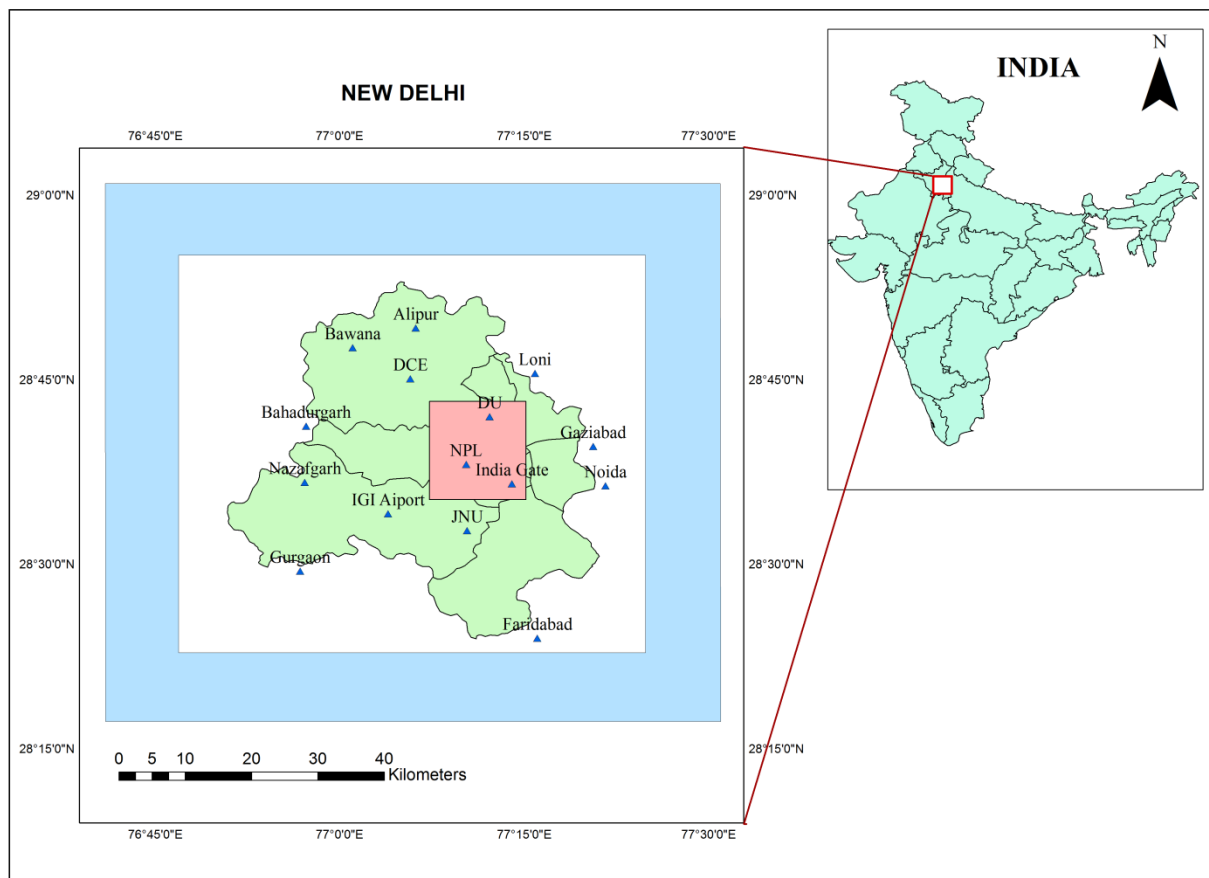 INDIA
N
NEW DELHI
76°45'0"E 77°0'0"E 77°15'0"E 77°30'0"E
29°0'0"N 29°0'0"N
Alipur
Bawana
DCE
Loni
28°45'0"N 28°45'0"N
DU
Bahadurgarh
Gaziabad
NPL
Nazafgarh
India Gate
Noida
IGI Aiport
JNU
Gurgaon
28°30'0"N 28°30'0"N
Faridabad
28°15'0"N 28°15'0"N
0 5 10 20 30 40
Kilometers
76°45'0"E 77°0'0"E 77°15'0"E 77°30'0"E